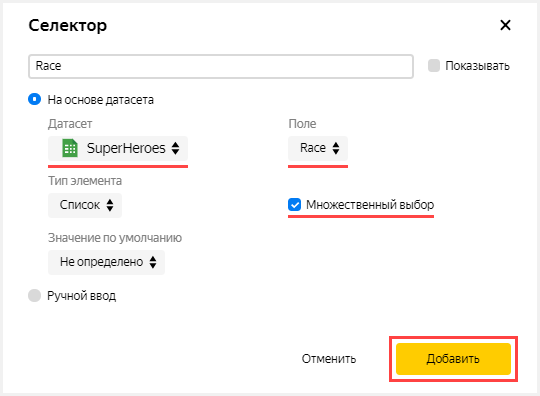 Селектор
Race
Показывать
На основе датасета
Датасет Поле
SuperHeroes Race
Тип элемента
Список Множественный выбор
Значение по умолчанию
Не определено
Ручной ввод
Отменить Добавить